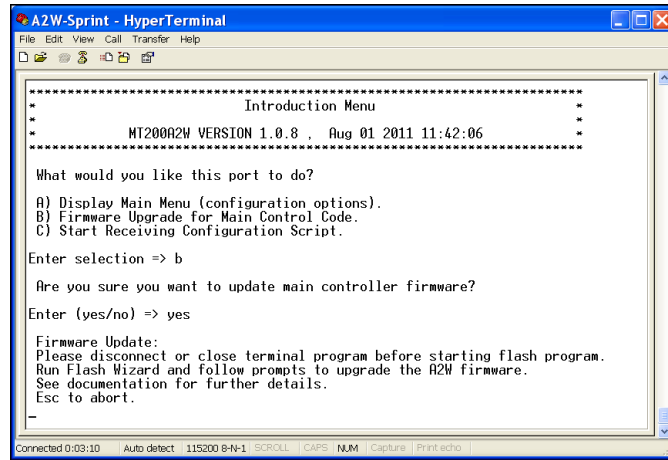 A2W-Sprint - HyperTerminal
File Edit View Call Transfer Help
************************************************************************
* Introduction Menu *
* *
* MT200A2W VERSION 1.0.8 , Aug 01 2011 11:42:06 *
************************************************************************
What would you like this port to do?
A) Display Main Menu (configuration options).
B) Firmware Upgrade for Main Control Code.
C) Start Receiving Configuration Script.
Enter selection => b
Are you sure you want to update main controller firmware?
Enter (yes/no) => yes
Firmware Update:
Please disconnect or close terminal program before starting flash program.
Run Flash Wizard and follow prompts to upgrade the A2W firmware.
See documentation for further details.
Esc to abort.
_
Connected 0:03:10 Auto detect 115200 8-N-1 SCROLL CAPS NUM Capture Print echo